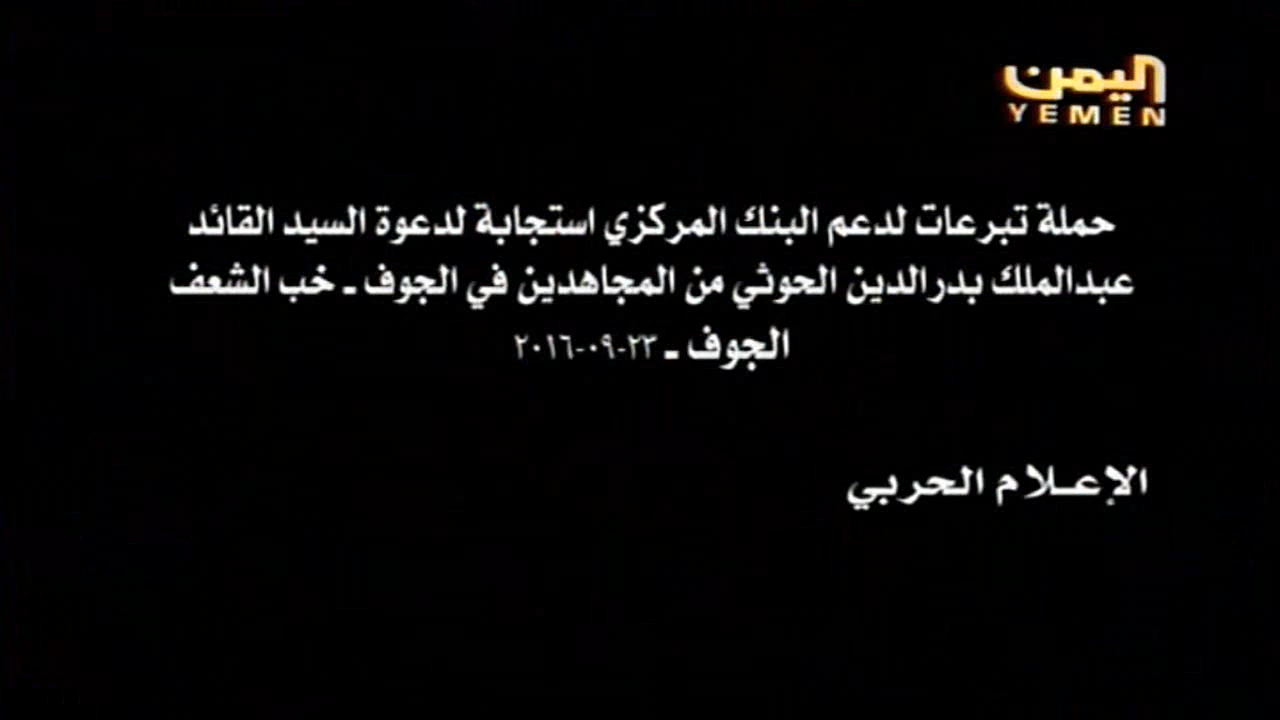 اليمن
YEMEN
حملة تبرعات لدعم البنك المركزي استجابة لدعوة السيد القائد
عبدالملك بدرالدين الحوثي من المجاهدين في الجوف ـ خب الشعف
الجوف ـ ٢٣-٠٩-٢٠١٦
الإعـلام الحربي